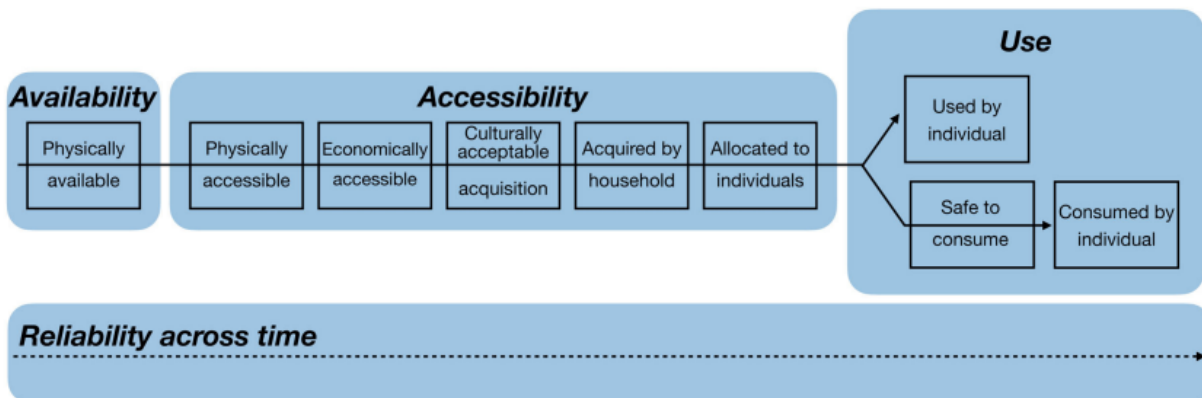 Availability
Physically
available
Accessibility
Physically
accessible
Economically
accessible
Culturally
acceptable
acquisition
Acquired by
household
Allocated to
individuals
Use
Used by
individual
Safe to
consume
Consumed by
individual
Reliability across time